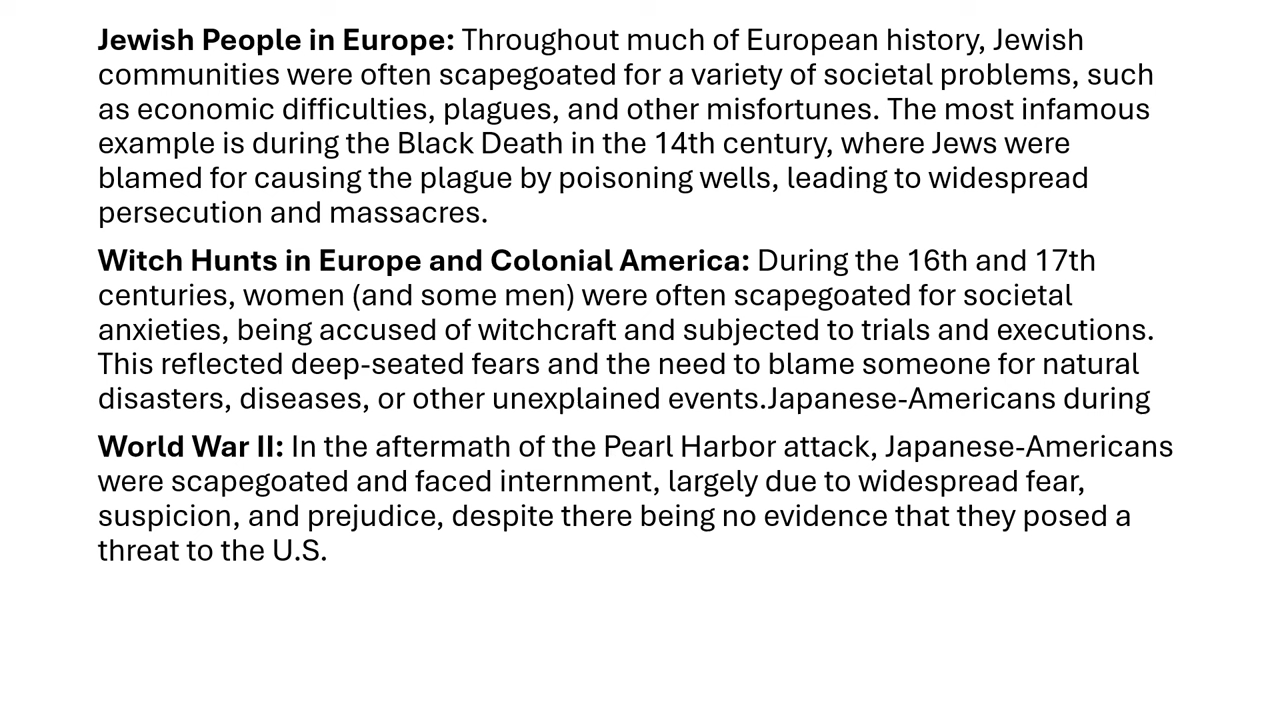 Jewish People in Europe: Throughout much of European history, Jewish
communities were often scapegoated for a variety of societal problems, such
as economic difficulties, plagues, and other misfortunes. The most infamous
example is during the Black Death in the 14th century, where Jews were
blamed for causing the plague by poisoning wells, leading to widespread
persecution and massacres.
Witch Hunts in Europe and Colonial America: During the 16th and 17th
centuries, women (and some men) were often scapegoated for societal
anxieties, being accused of witchcraft and subjected to trials and executions.
This reflected deep-seated fears and the need to blame someone for natural
disasters, diseases, or other unexplained events.Japanese-Americans during
World War II: In the aftermath of the Pearl Harbor attack, Japanese-Americans
were scapegoated and faced internment, largely due to widespread fear,
suspicion, and prejudice, despite there being no evidence that they posed a
threat to the U.S.